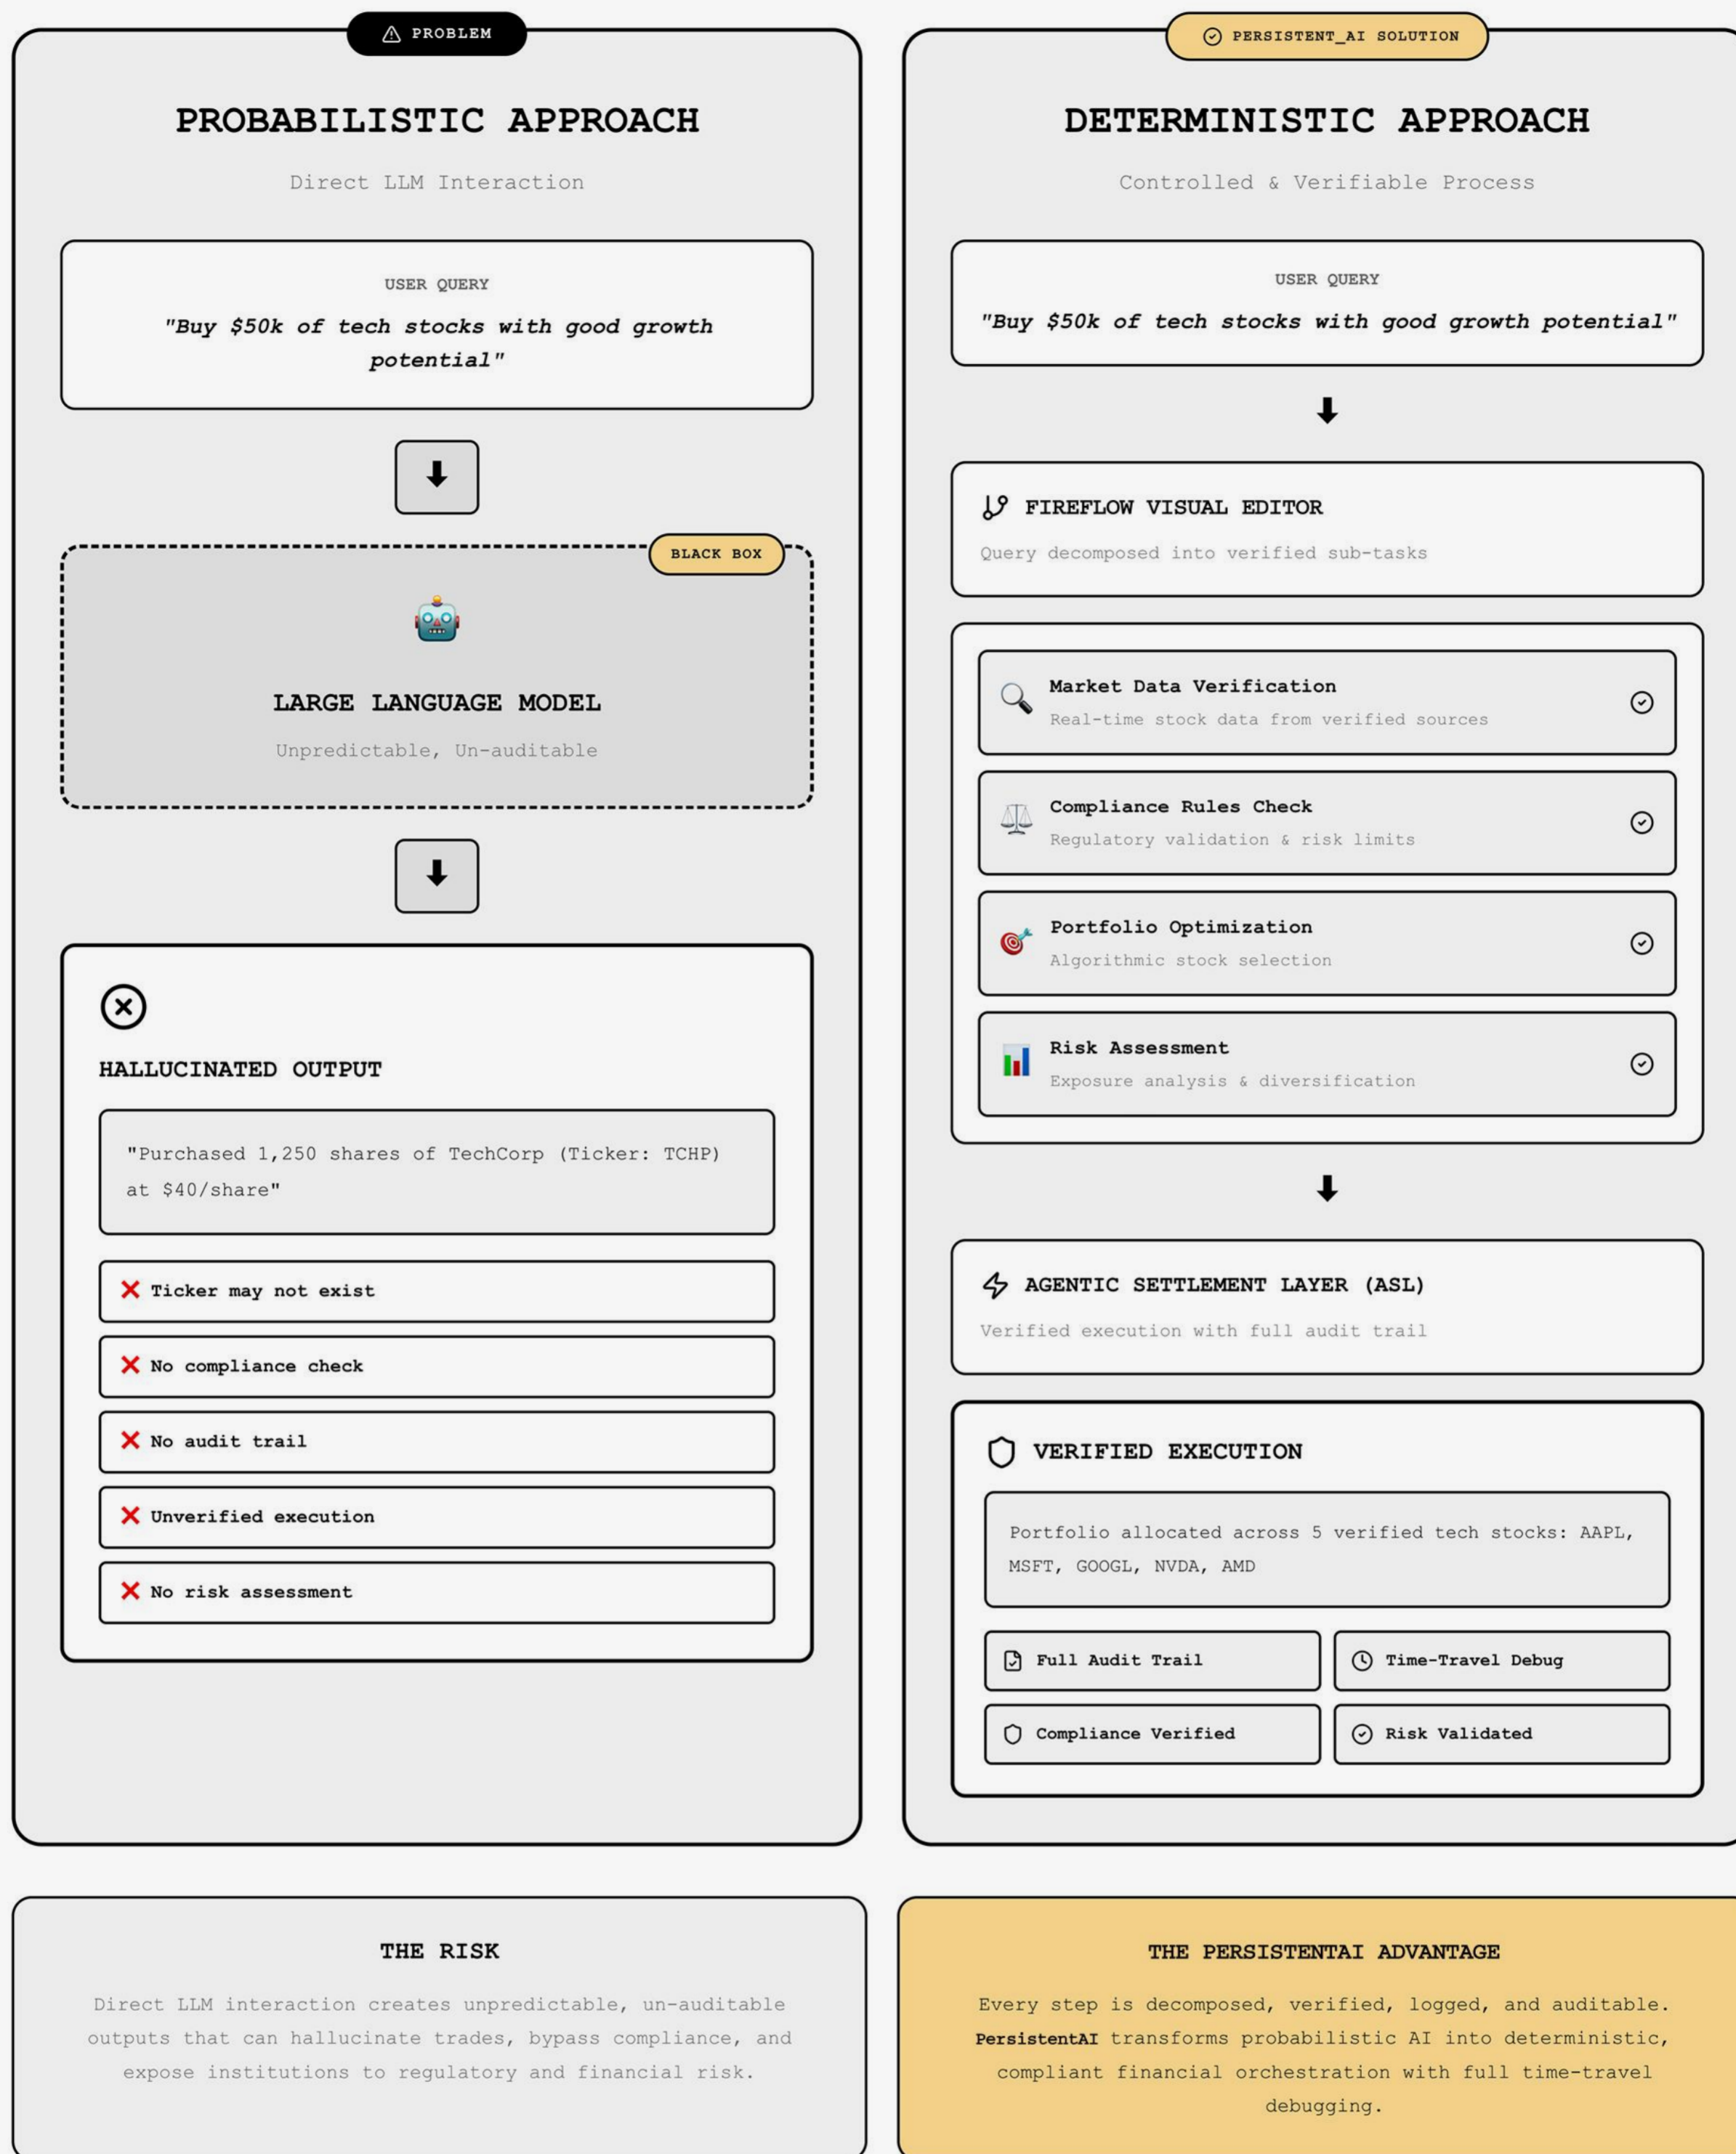 PROBLEM
PROBABILISTIC APPROACH
Direct LLM Interaction
USER QUERY
"Buy $50k of tech stocks with good growth
potential"
BLACK BOX
LARGE LANGUAGE MODEL
Unpredictable, Un-auditable
HALLUCINATED OUTPUT
"Purchased 1,250 shares of TechCorp (Ticker: TCHP)
at $40/share"
Ticker may not exist
No compliance check
No audit trail
Unverified execution
No risk assessment
PERSISTENT_AI SOLUTION
DETERMINISTIC APPROACH
Controlled & Verifiable Process
USER QUERY
"Buy $50k of tech stocks with good growth potential"
FIREFLOW VISUAL EDITOR
Query decomposed into verified sub-tasks
Market Data Verification
Real-time stock data from verified sources
Compliance Rules Check
Regulatory validation & risk limits
Portfolio Optimization
Algorithmic stock selection
Risk Assessment
Exposure analysis & diversification
AGENTIC SETTLEMENT LAYER (ASL)
Verified execution with full audit trail
VERIFIED EXECUTION
Portfolio allocated across 5 verified tech stocks: AAPL,
MSFT, GOOGL, NVDA, AMD
Full Audit Trail
Time-Travel Debug
Compliance Verified
Risk Validated
THE RISK
Direct LLM interaction creates unpredictable, un-auditable
outputs that can hallucinate trades, bypass compliance, and
expose institutions to regulatory and financial risk.
THE PERSISTENTAI ADVANTAGE
Every step is decomposed, verified, logged, and auditable.
PersistentAI transforms probabilistic AI into deterministic,
compliant financial orchestration with full time-travel
debugging.